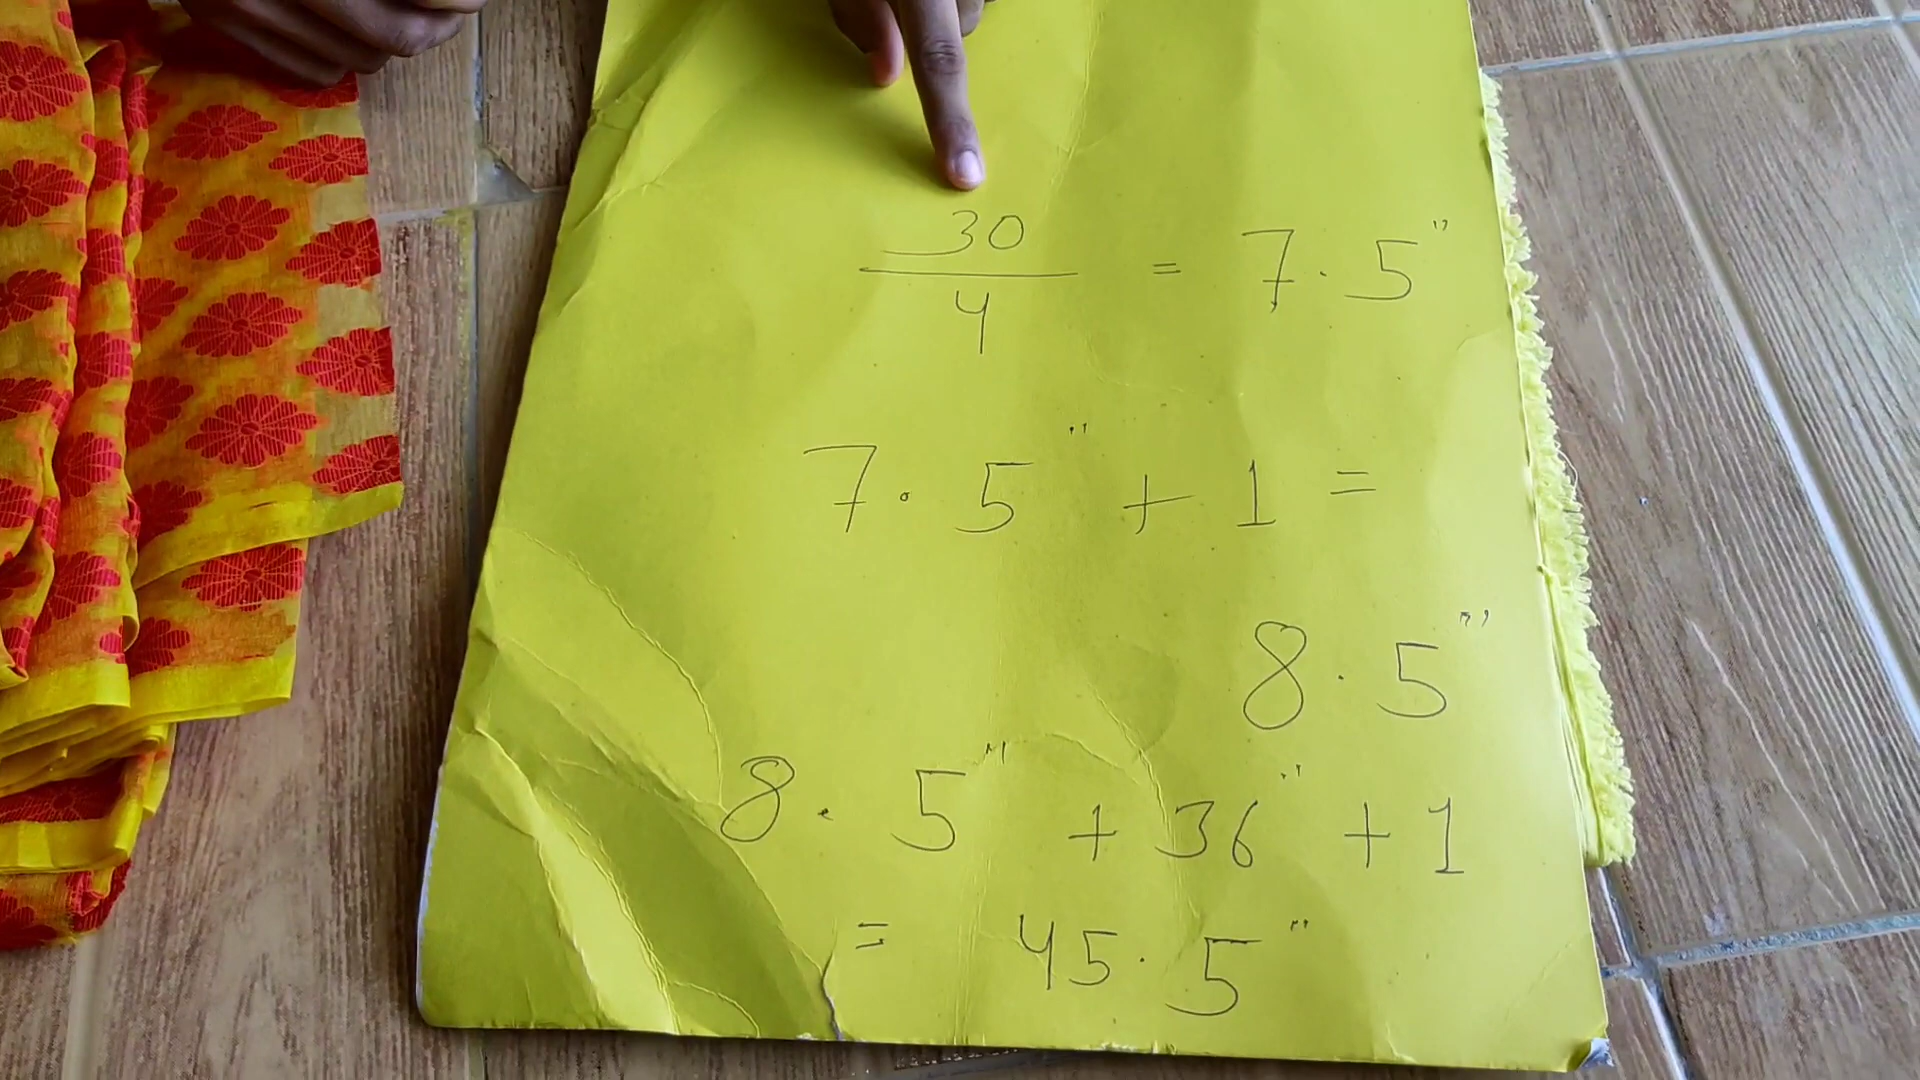 30
4
= 7.5"
7.5" + 1 =
8.5"
8.5" + 36" + 1
= 45.5"